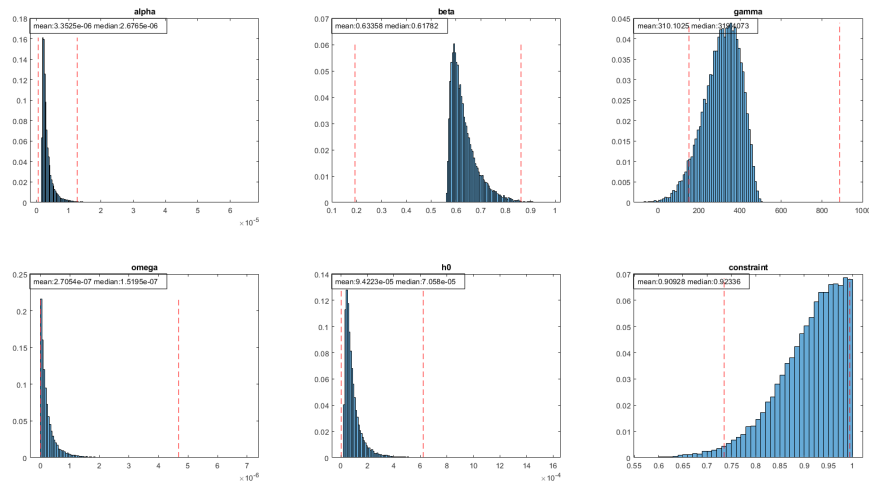 alpha
mean:3.3525e-06 median:2.6765e-06
0.18
0.16
0.14
0.12
0.1
0.08
0.06
0.04
0.02
0
0 1 2 3 4 5 6
×10⁻⁵
beta
mean:0.63358 median:0.61782
0.07
0.06
0.05
0.04
0.03
0.02
0.01
0
0.1 0.2 0.3 0.4 0.5 0.6 0.7 0.8 0.9 1
gamma
mean:310.1025 median:
0.045
0.04
0.035
0.03
0.025
0.02
0.015
0.01
0.005
0
0 200 400 600 800 1000
omega
mean:2.7054e-07 median:1.5195e-07
0.25
0.2
0.15
0.1
0.05
0
0 1 2 3 4 5 6 7
×10⁻⁶
h0
mean:9.4223e-05 median:7.058e-05
0.14
0.12
0.1
0.08
0.06
0.04
0.02
0
0 2 4 6 8 10 12 14 16
×10⁻⁴
constraint
mean:0.90928 median:0.92336
0.07
0.06
0.05
0.04
0.03
0.02
0.01
0
0.55 0.6 0.65 0.7 0.75 0.8 0.85 0.9 0.95 1